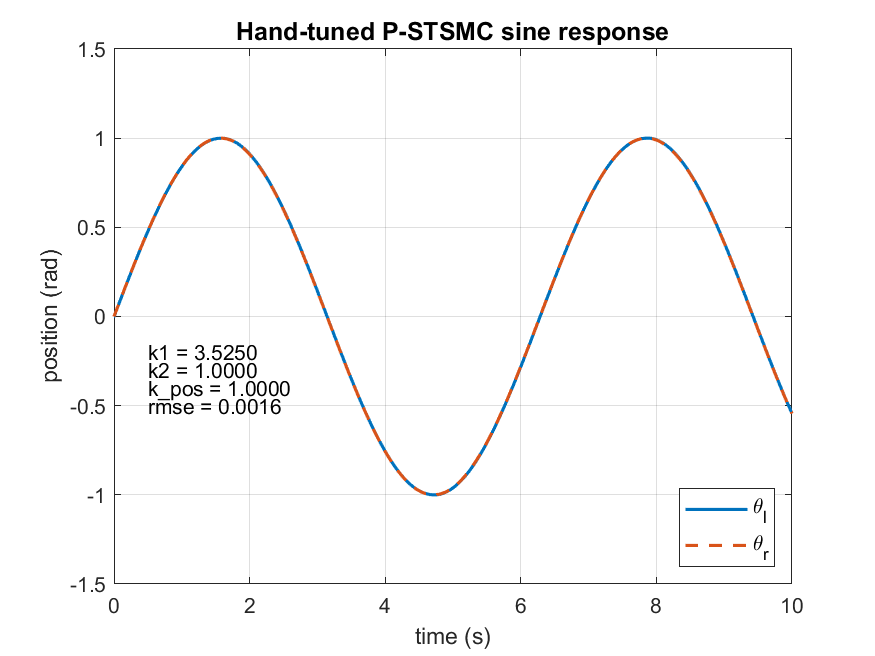 Hand-tuned P-STSMC sine response
1.5
1
0.5
0
-0.5
-1
-1.5
position (rad)
k1 = 3.5250
k2 = 1.0000
k_pos = 1.0000
rmse = 0.0016
θl
θr
0 2 4 6 8 10
time (s)